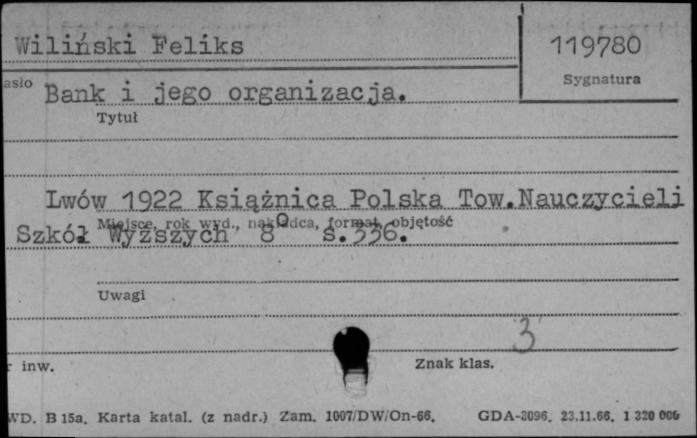 Wiliński Feliks
119780
Sygnatura
asło
Bank i jego organizacja.
Tytuł
Lwów 1922 Książnica Polska Tow.Nauczycieli
Miejsce, rok wyd., nakładca, format, objętość
Szkół Wyższych 8° s.336.
Uwagi
3
r inw.
Znak klas.
WD. B 15a. Karta katal. (z nadr.) Zam. 1007/DW/On-66. GDA-3096. 23.11.66. 1 320 000